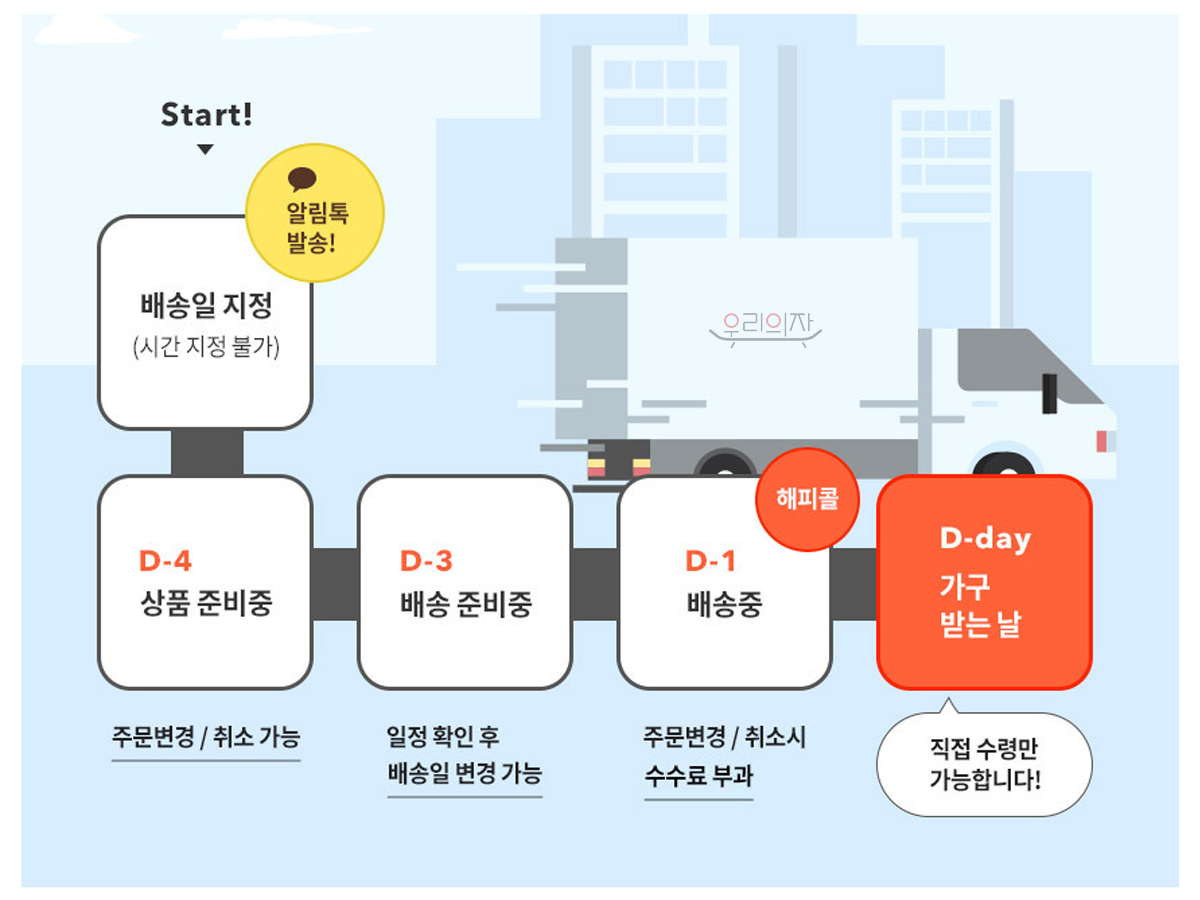 Start!
알림톡
발송!
배송일 지정
(시간 지정 불가)
우리의자
해피콜
D-4
상품 준비중
D-3
배송 준비중
D-1
배송중
D-day
가구
받는 날
주문변경 / 취소 가능
일정 확인 후
배송일 변경 가능
주문변경 / 취소시
수수료 부과
직접 수령만
가능합니다!